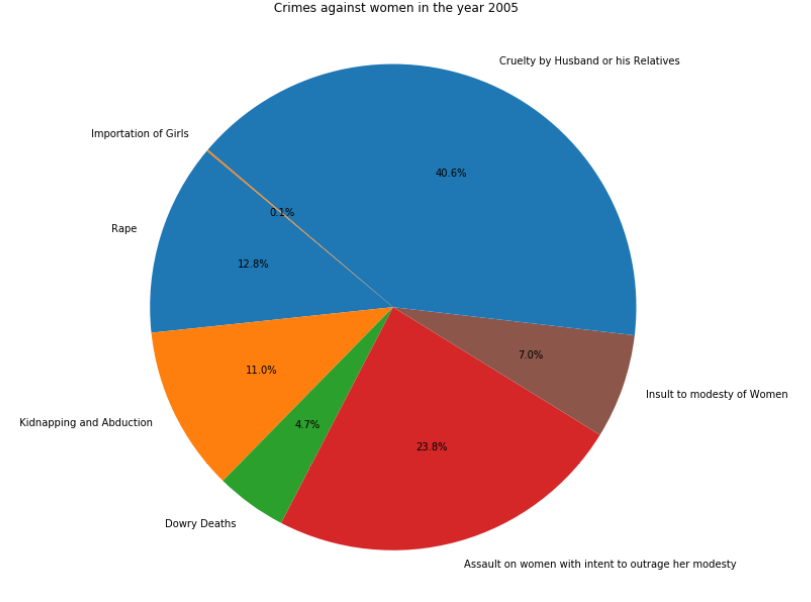 Crimes against women in the year 2005
Cruelty by Husband or his Relatives
Importation of Girls
40.6%
0.1%
Rape
12.8%
7.0%
11.0%
Insult to modesty of Women
Kidnapping and Abduction
4.7%
23.8%
Dowry Deaths
Assault on women with intent to outrage her modesty